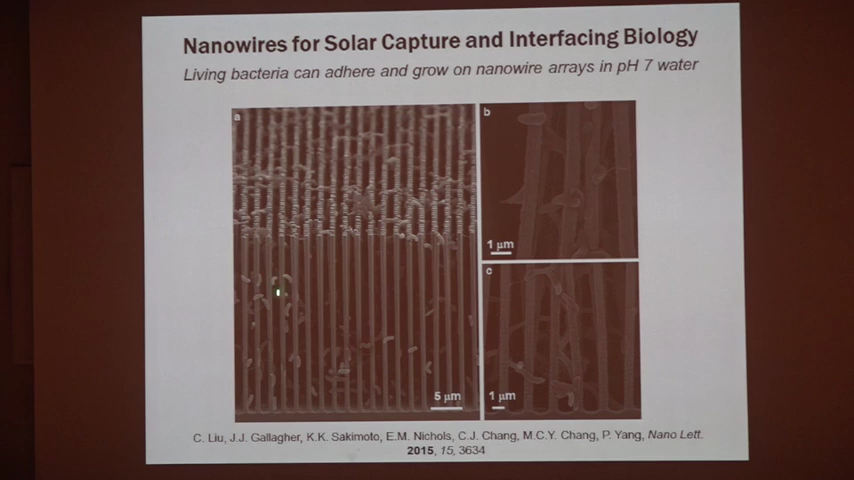 Nanowires for Solar Capture and Interfacing Biology
Living bacteria can adhere and grow on nanowire arrays in pH 7 water
a
b
1 μm
c
5 μm
1 μm
C. Liu, J.J. Gallagher, K.K. Sakimoto, E.M. Nichols, C.J. Chang, M.C.Y. Chang, P. Yang, Nano Lett.
2015, 15, 3634